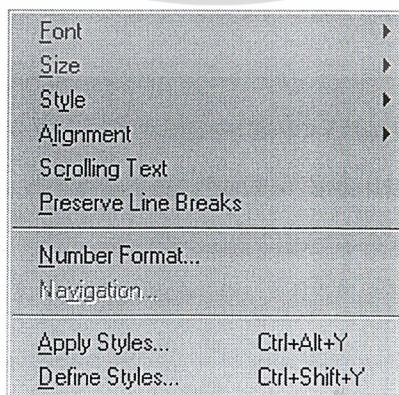 Font
Size
Style
Alignment
Scrolling Text
Preserve Line Breaks
Number Format...
Navigation...
Apply Styles... Ctrl+Alt+Y
Define Styles... Ctrl+Shift+Y